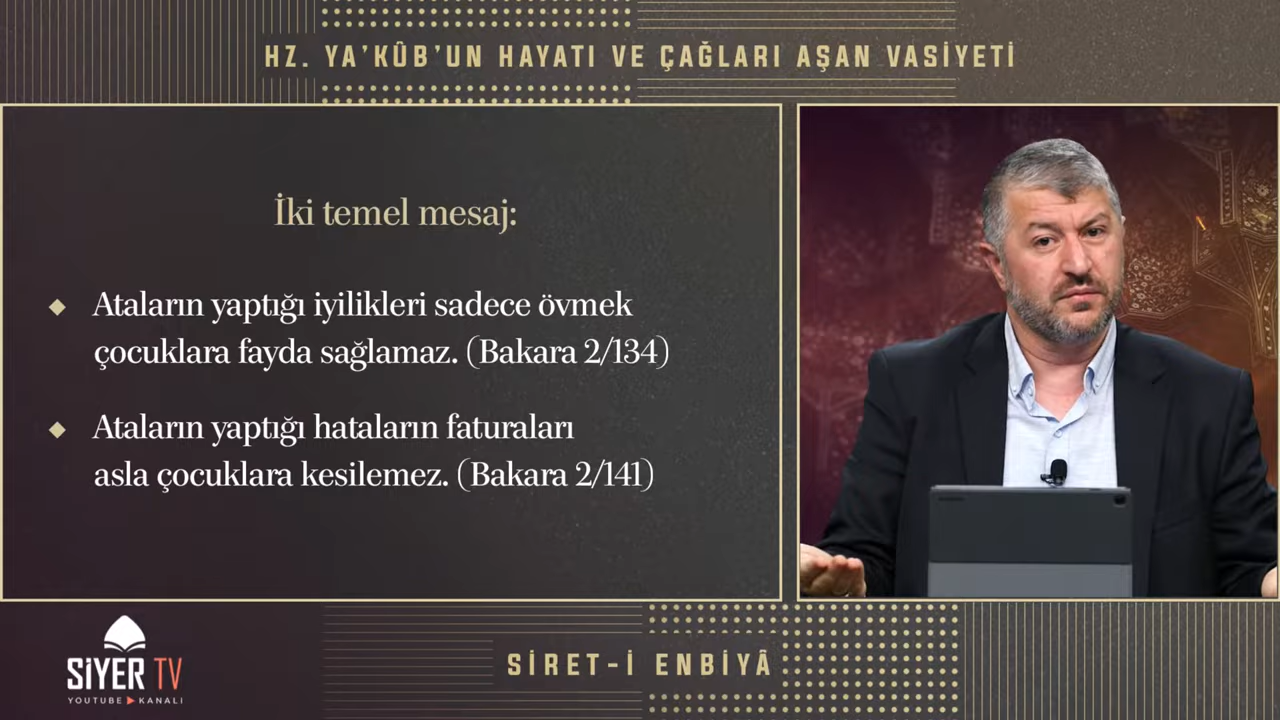 HZ. YA'KÛB'UN HAYATI VE ÇAĞLARI AŞAN VASİYETİ
İki temel mesaj:
Ataların yaptığı iyilikleri sadece övmek
çocuklara fayda sağlamaz. (Bakara 2/134)
Ataların yaptığı hataların faturaları
asla çocuklara kesilemez. (Bakara 2/141)
SİYER TV
YOUTUBE KANALI
SİRET-İ ENBİYÂ